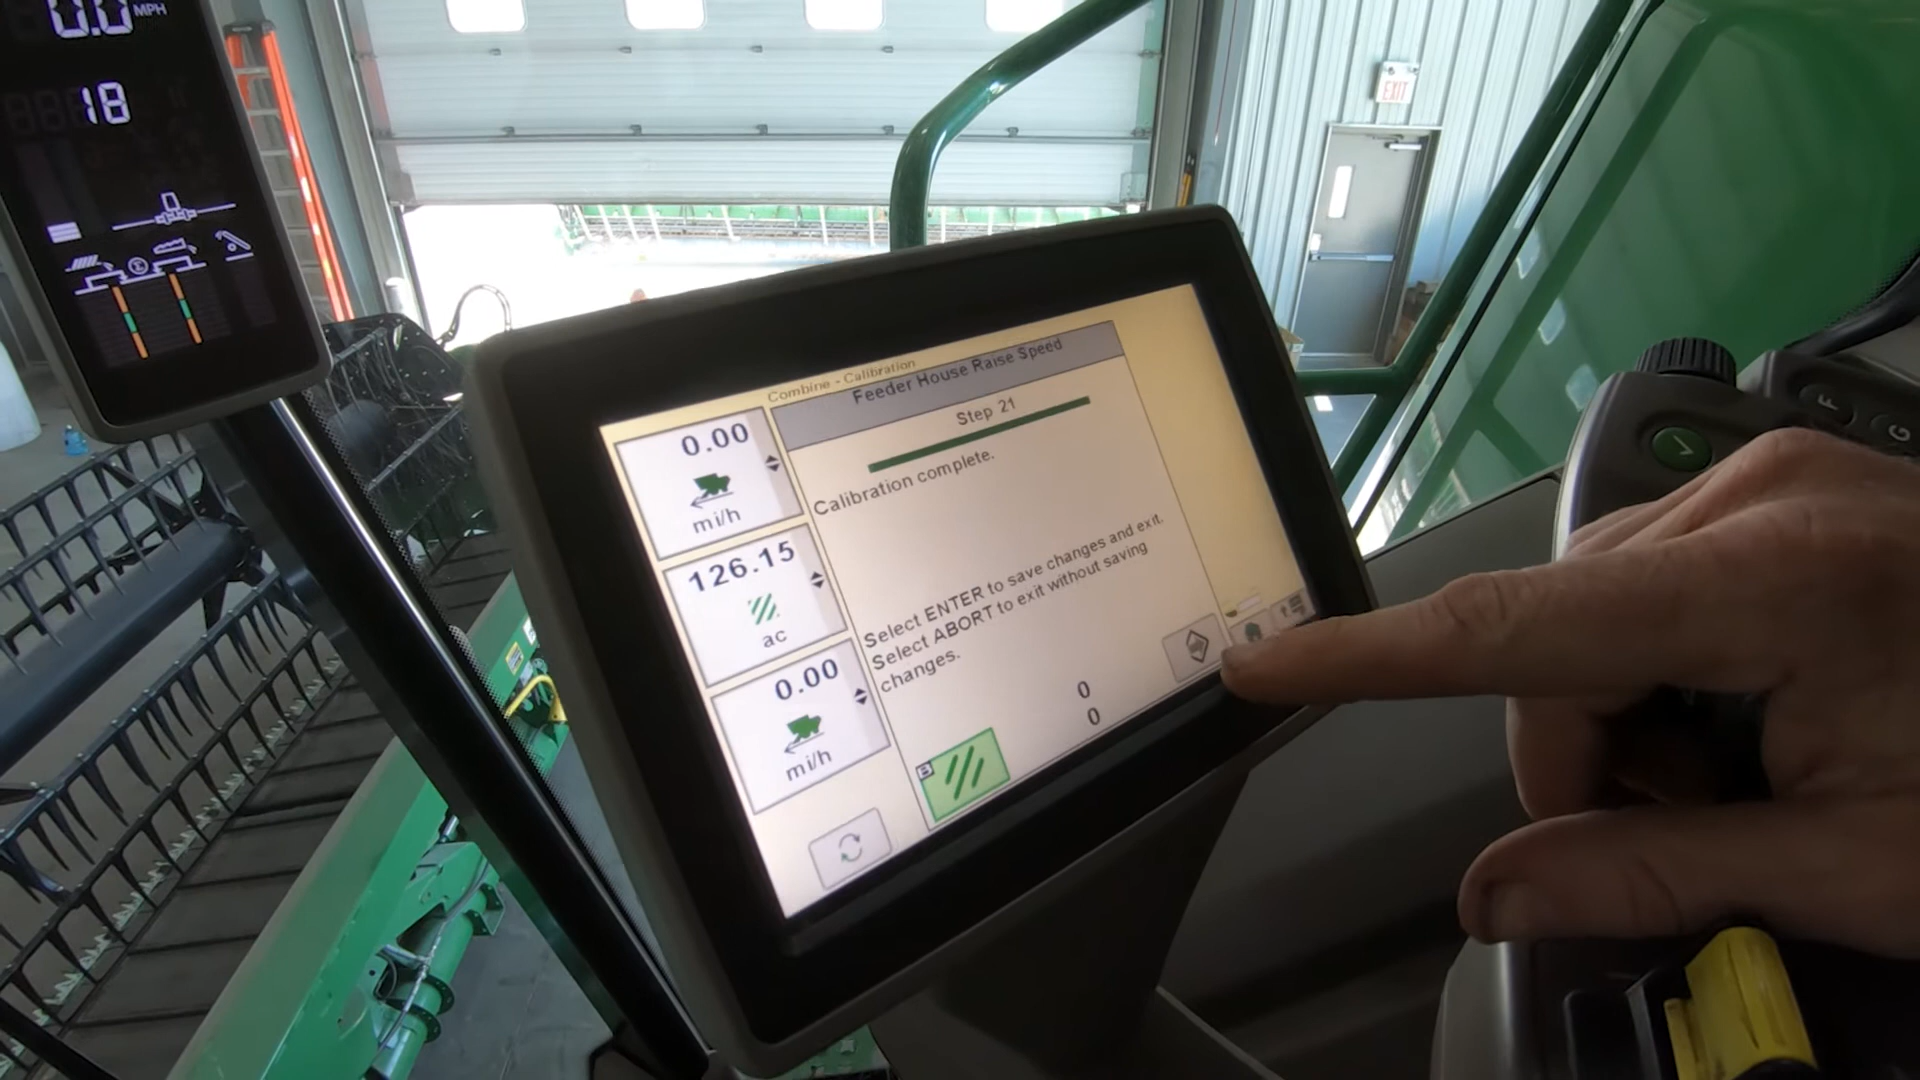 0.0 MPH
18
EXIT
Combine - Calibration
Feeder House Raise Speed
Step 21
Calibration complete.
Select ENTER to save changes and exit.
Select ABORT to exit without saving
changes.
0
0
0.00
mi/h
126.15
ac
0.00
mi/h
B
F
G